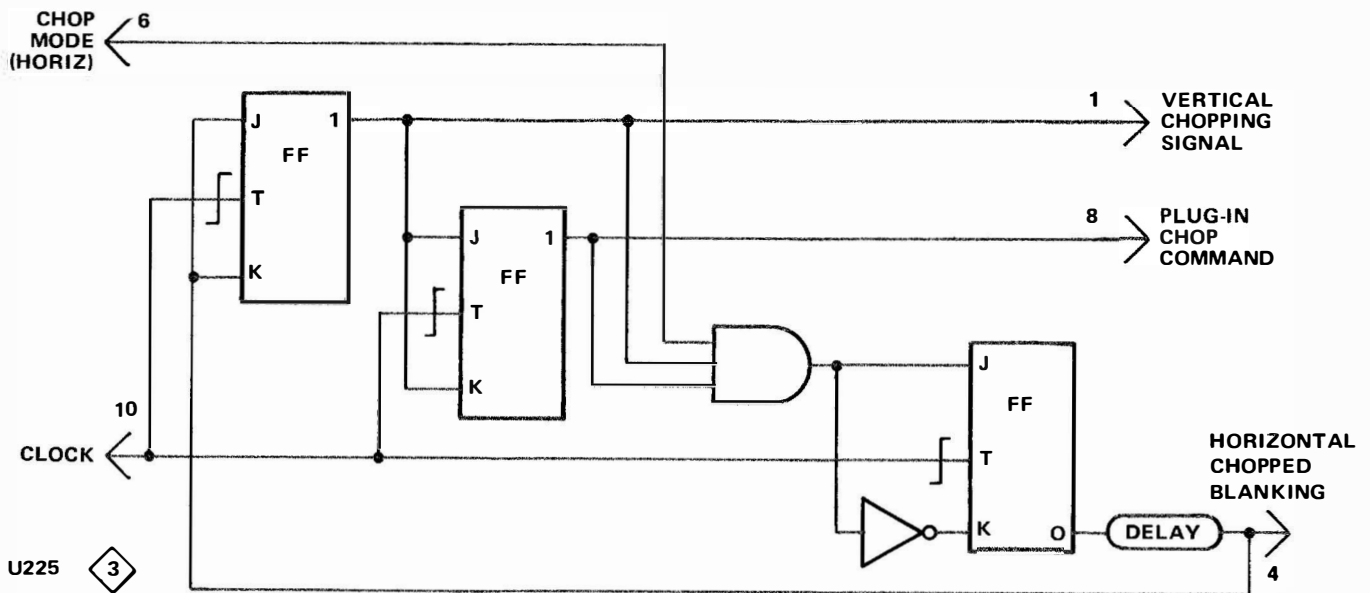 CHOP
MODE
(HORIZ)
6
J
1
FF
T
K
1
VERTICAL
CHOPPING
SIGNAL
J
1
FF
T
K
8
PLUG-IN
CHOP
COMMAND
J
FF
T
K
O
10
CLOCK
DELAY
HORIZONTAL
CHOPPED
BLANKING
4
U225
3